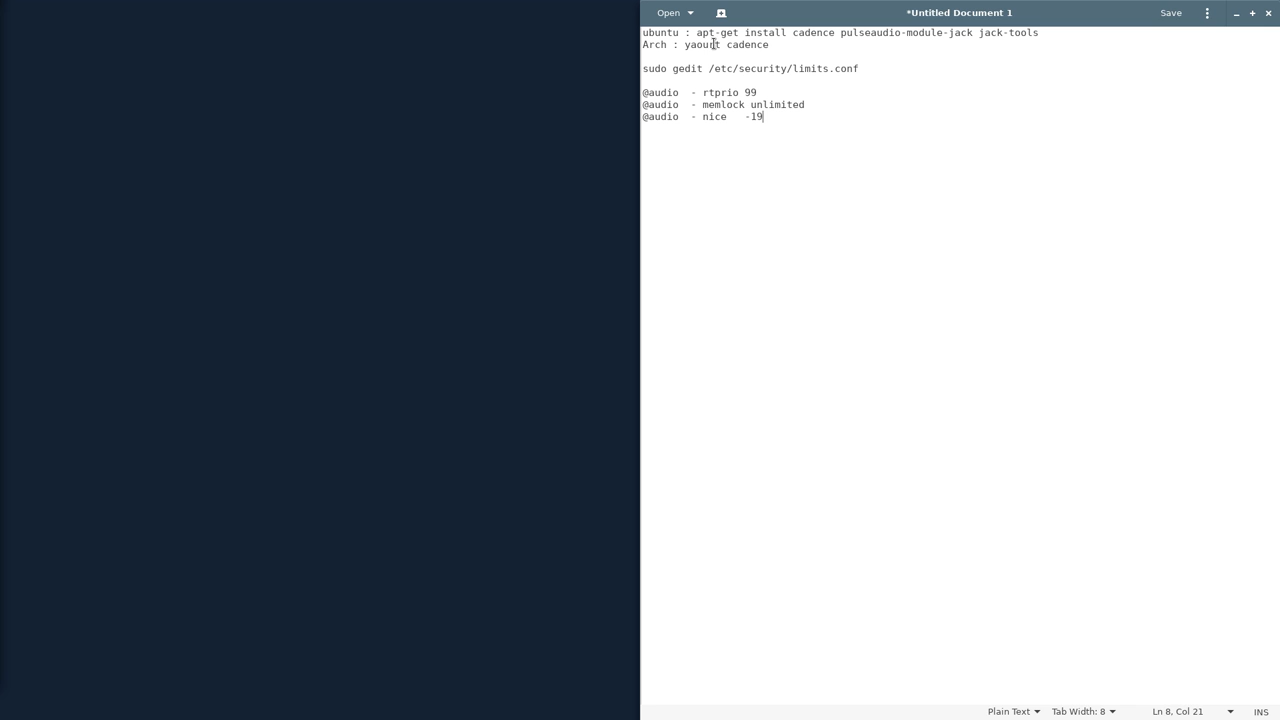 Open
*Untitled Document 1
Save
ubuntu : apt-get install cadence pulseaudio-module-jack jack-tools
Arch : yaourt cadence
sudo gedit /etc/security/limits.conf
@audio  - rtprio 99
@audio  - memlock unlimited
@audio  - nice   -19
Plain Text
Tab Width: 8
Ln 8, Col 21
INS